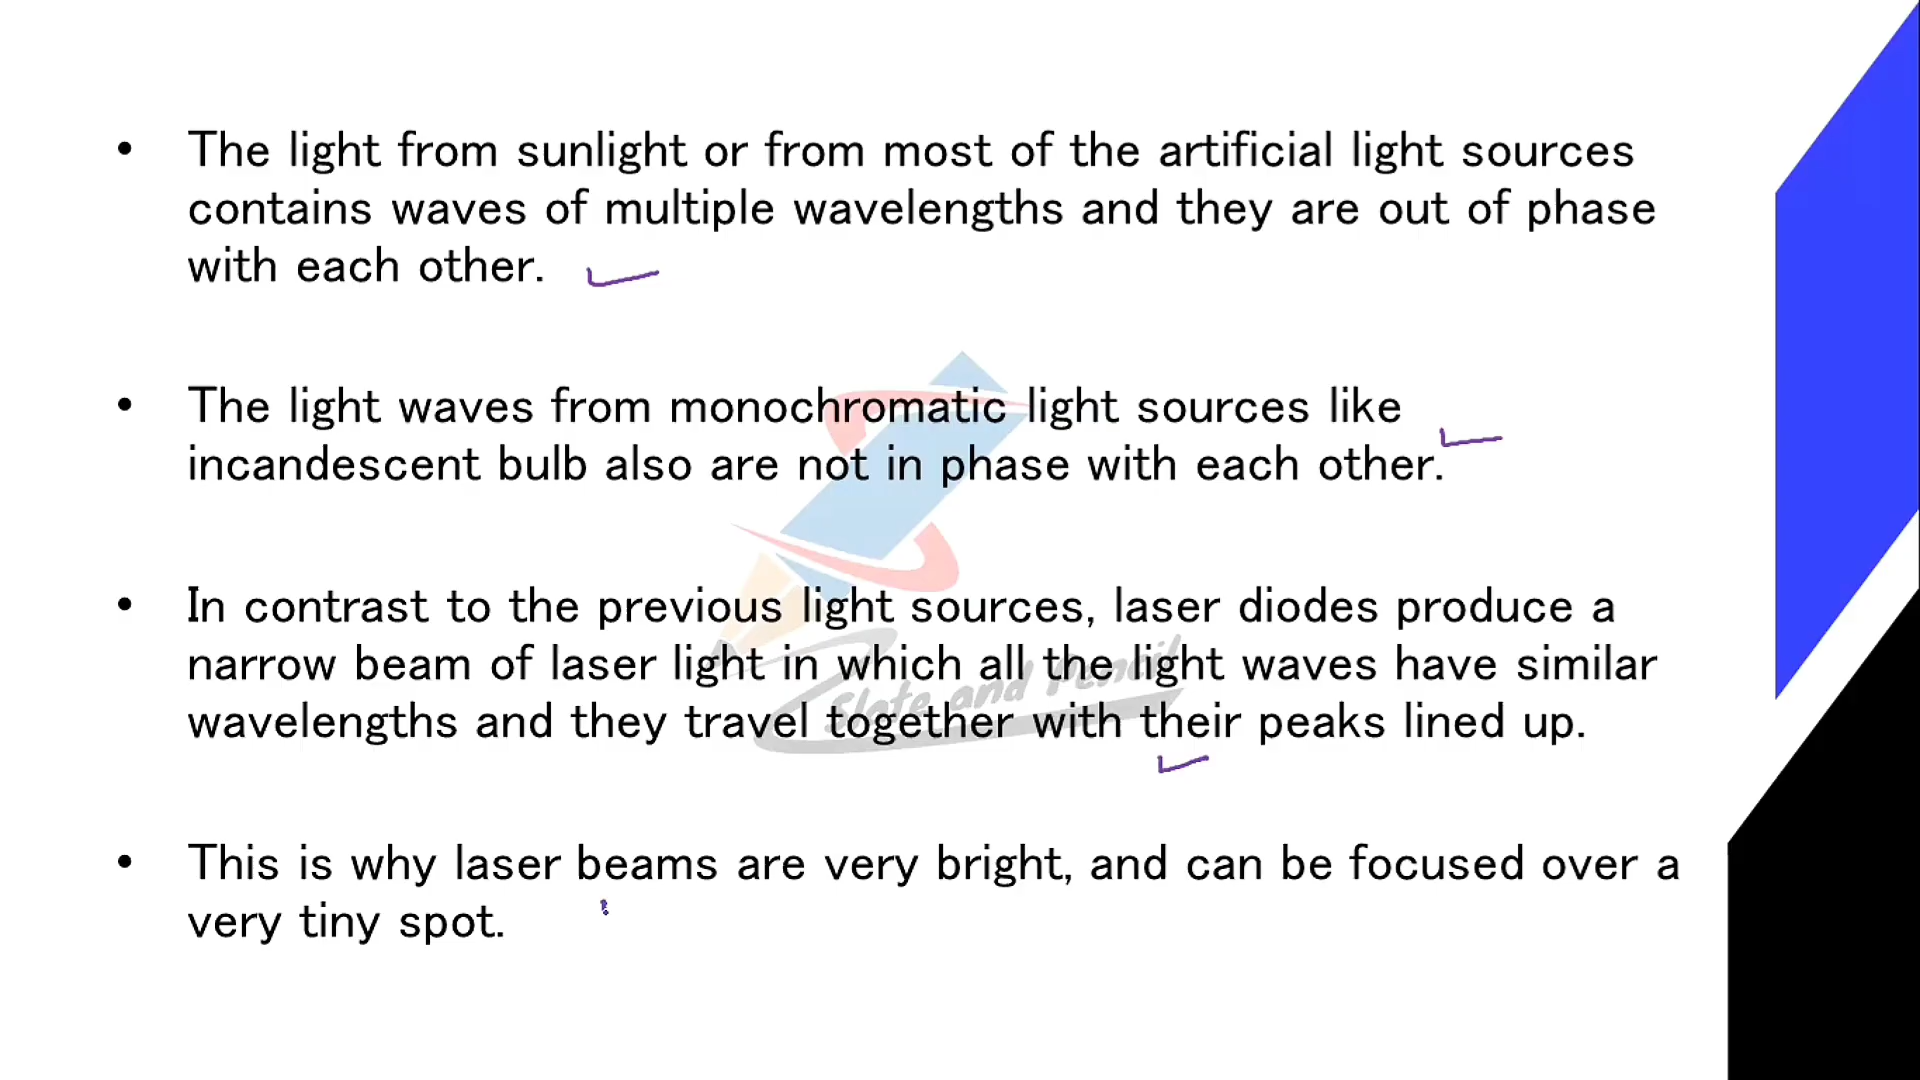 • The light from sunlight or from most of the artificial light sources
contains waves of multiple wavelengths and they are out of phase
with each other.
• The light waves from monochromatic light sources like
incandescent bulb also are not in phase with each other.
• In contrast to the previous light sources, laser diodes produce a
narrow beam of laser light in which all the light waves have similar
wavelengths and they travel together with their peaks lined up.
Slate and Pencil
• This is why laser beams are very bright, and can be focused over a
very tiny spot.